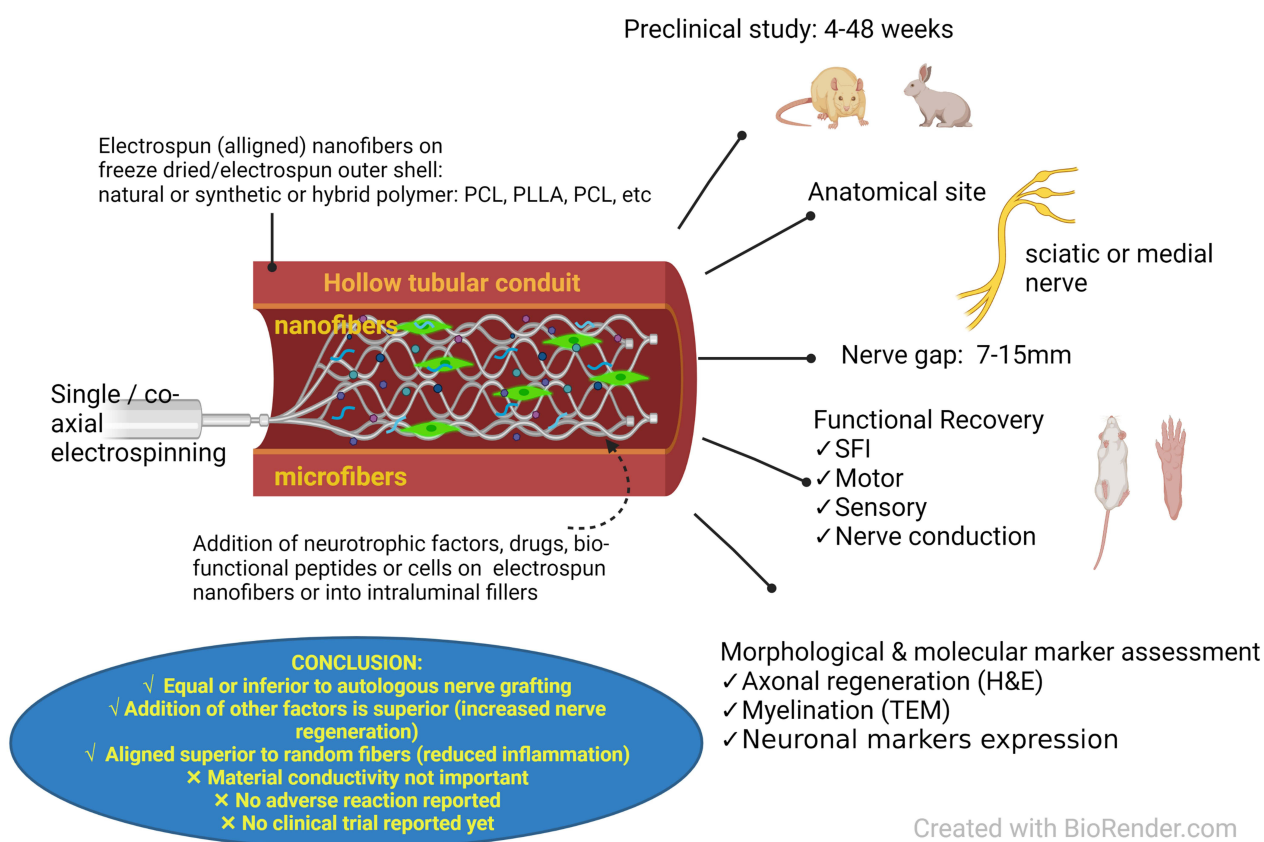 Preclinical study: 4-48 weeks
Electrospun (alligned) nanofibers on
freeze dried/electrospun outer shell:
natural or synthetic or hybrid polymer: PCL, PLLA, PCL, etc
Anatomical site
sciatic or medial
nerve
Hollow tubular conduit
nanofibers
Nerve gap:  7-15mm
Single / co-
axial
electrospinning
Functional Recovery
✓SFI
✓Motor
✓Sensory
✓Nerve conduction
microfibers
Addition of neurotrophic factors, drugs, bio-
functional peptides or cells on  electrospun
nanofibers or into intraluminal fillers
CONCLUSION:
√ Equal or inferior to autologous nerve grafting
√ Addition of other factors is superior (increased nerve
regeneration)
√ Aligned superior to random fibers (reduced inflammation)
✕ Material conductivity not important
✕ No adverse reaction reported
✕ No clinical trial reported yet
Morphological & molecular marker assessment
✓Axonal regeneration (H&E)
✓Myelination (TEM)
✓Neuronal markers expression
Created with BioRender.com